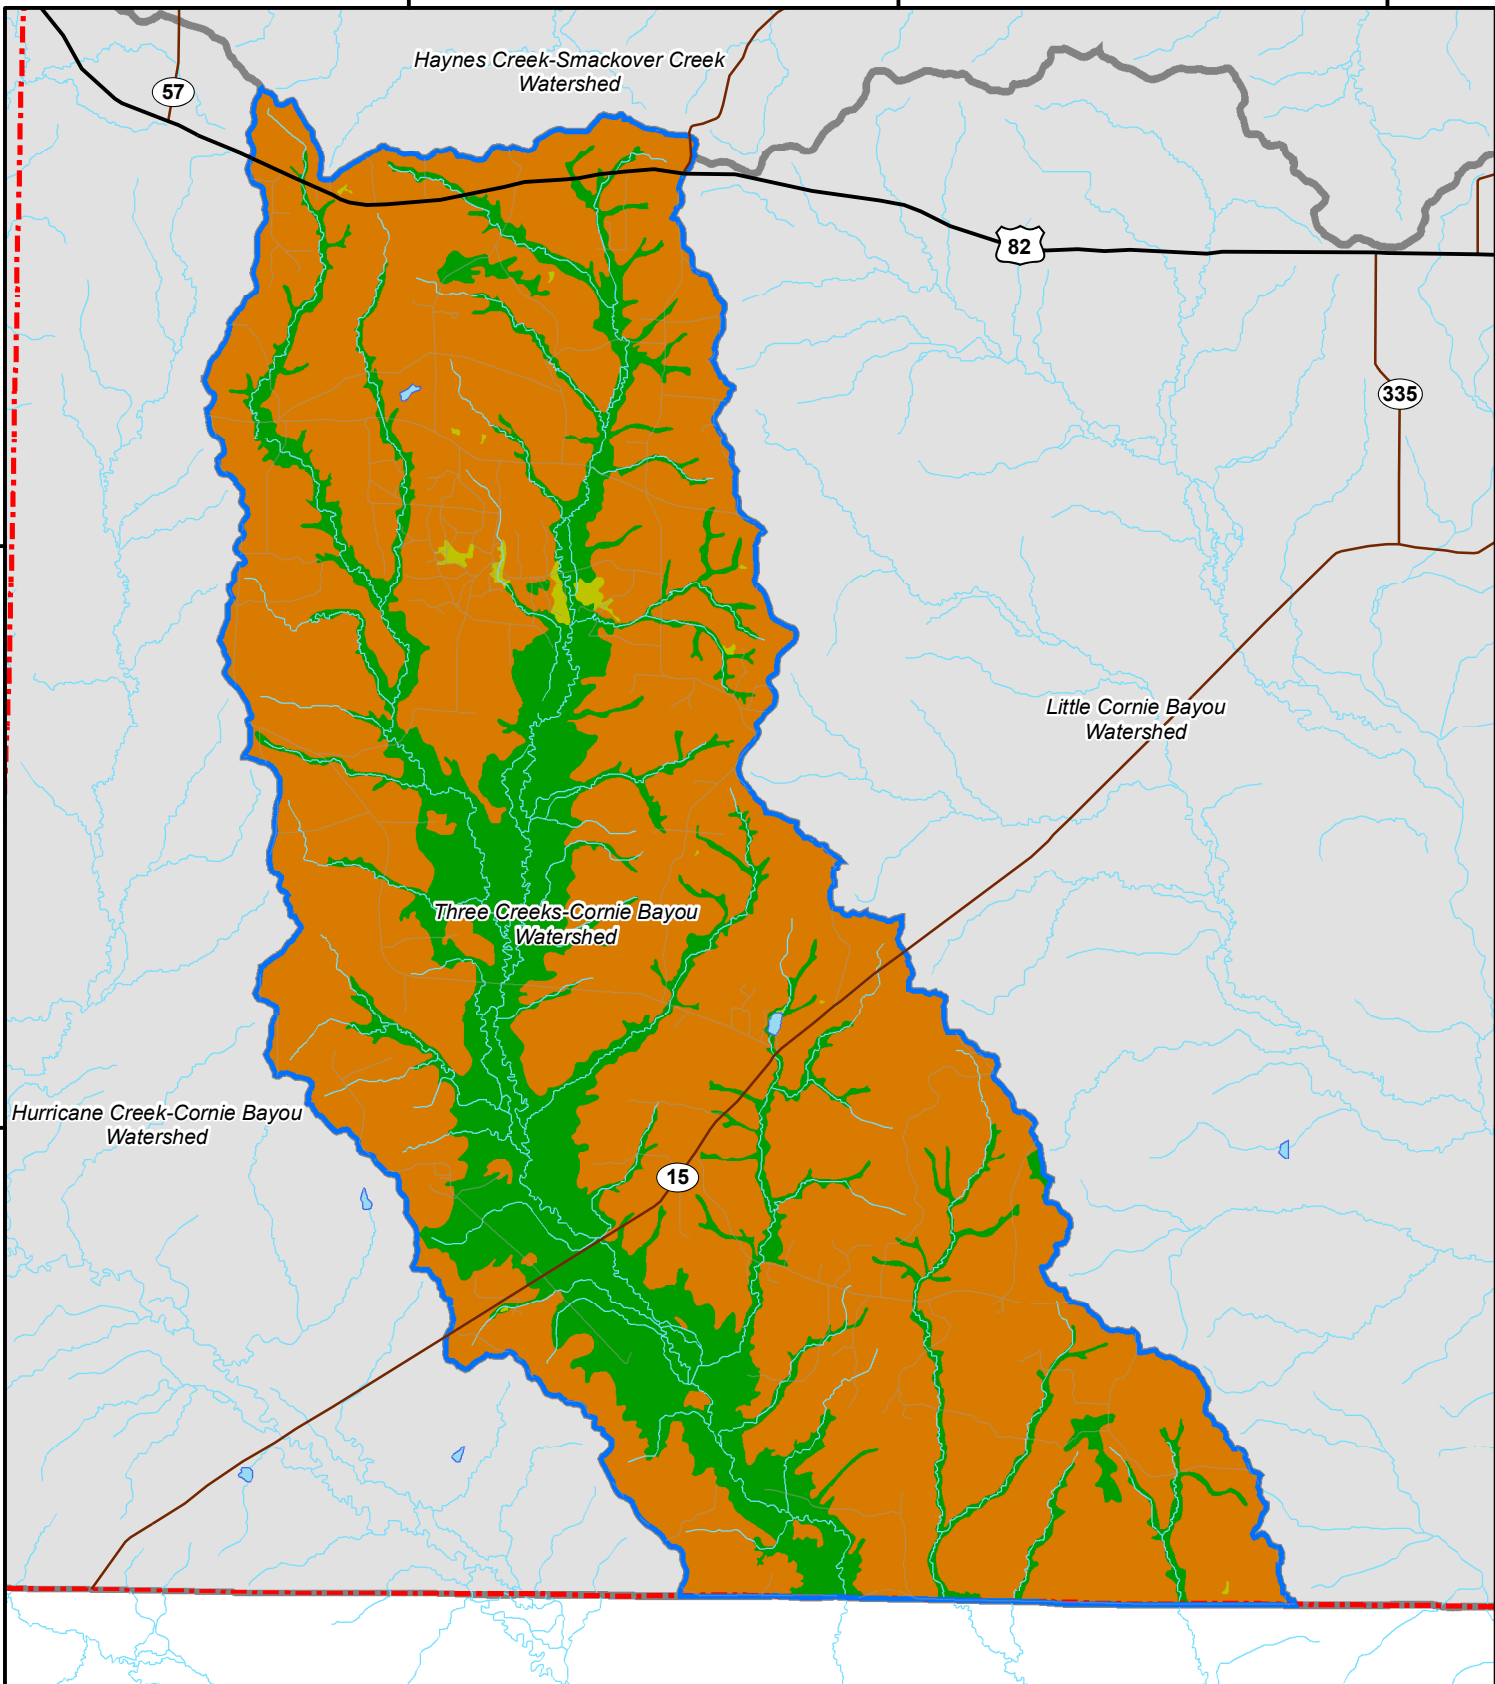 Haynes Creek-Smackover Creek
Watershed
57
82
335
Little Cornie Bayou
Watershed
Three Creeks-Cornie Bayou
Watershed
Hurricane Creek-Cornie Bayou
Watershed
15